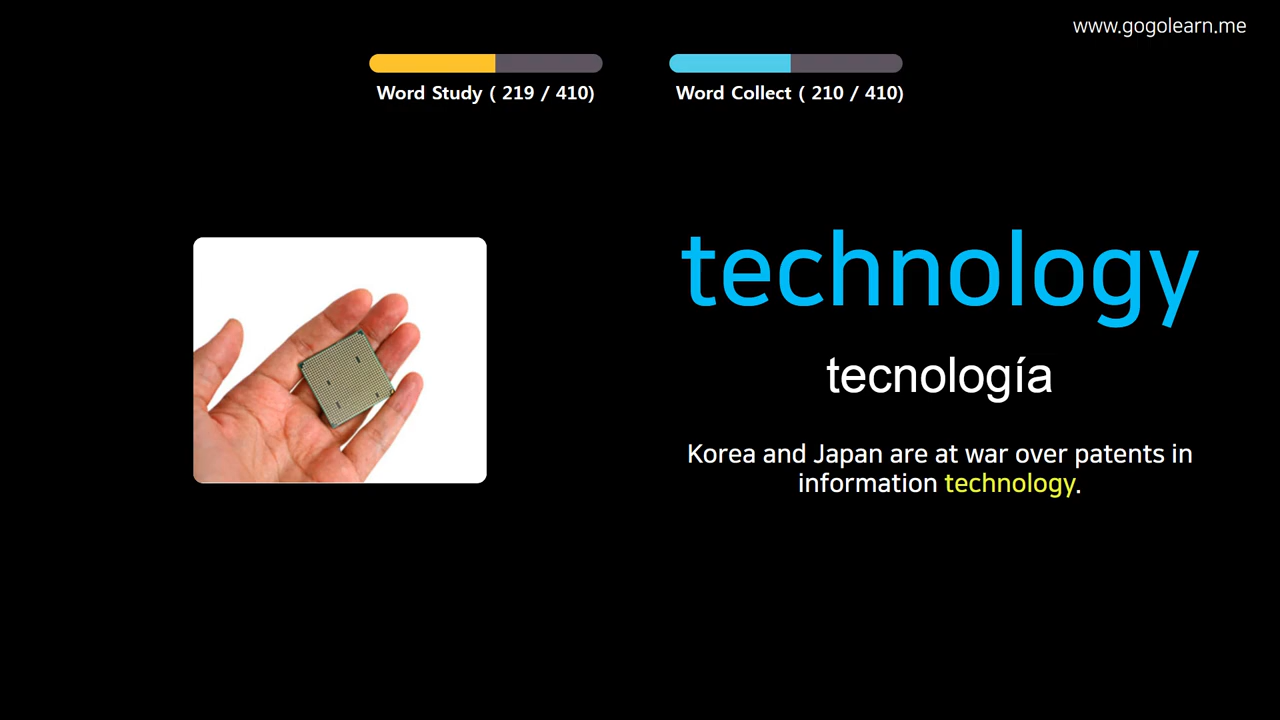 www.gogolearn.me
Word Study ( 219 / 410)
Word Collect ( 210 / 410)
technology
tecnología
Korea and Japan are at war over patents in
information technology.